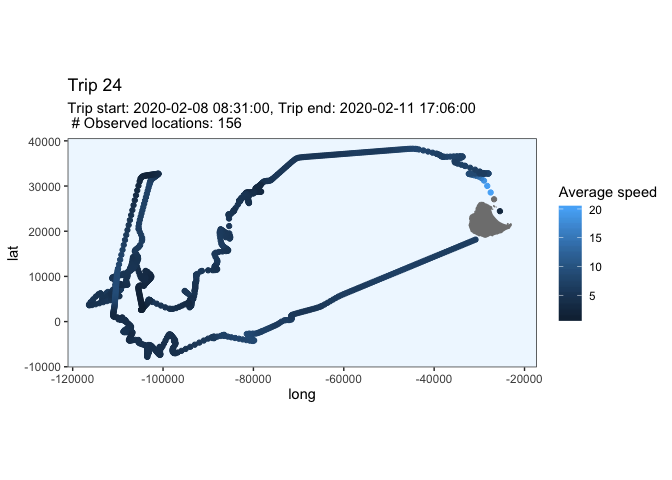 Trip 24
Trip start: 2020-02-08 08:31:00, Trip end: 2020-02-11 17:06:00
# Observed locations: 156
40000
30000
20000
10000
0
-10000
lat
-120000 -100000 -80000 -60000 -40000 -20000
long
Average speed
20
15
10
5